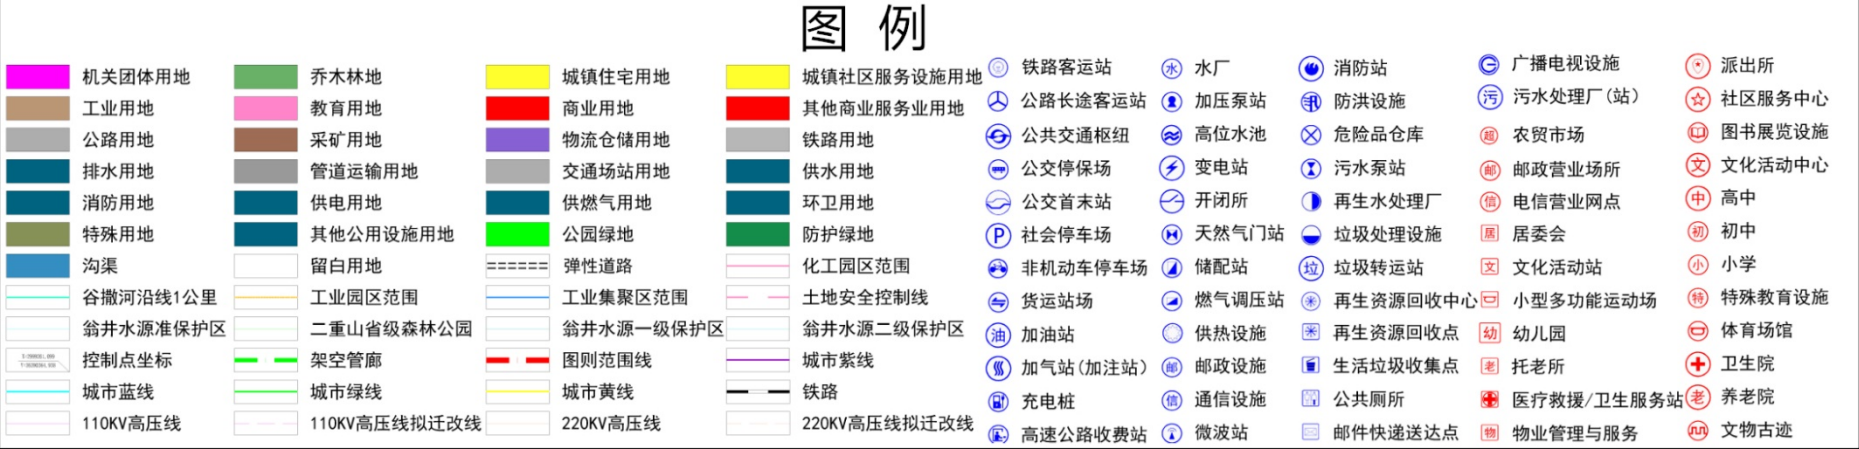 图 例
机关团体用地 乔木林地 城镇住宅用地 城镇社区服务设施用地 铁路客运站 水 水厂 消防站 广播电视设施 派出所
工业用地 教育用地 商业用地 其他商业服务业用地 公路长途客运站 加压泵站 防洪设施 污 污水处理厂(站) 社区服务中心
公路用地 采矿用地 物流仓储用地 铁路用地 公共交通枢纽 高位水池 危险品仓库 超 农贸市场 图书展览设施
排水用地 管道运输用地 交通场站用地 供水用地 公交停保场 变电站 污水泵站 邮 邮政营业场所 文 文化活动中心
消防用地 供电用地 供燃气用地 环卫用地 公交首末站 开闭所 再生水处理厂 信 电信营业网点 中 高中
特殊用地 其他公用设施用地 公园绿地 防护绿地 P 社会停车场 天然气门站 垃圾处理设施 居 居委会 初 初中
沟渠 留白用地 弹性道路 化工园区范围 非机动车停车场 储配站 垃 垃圾转运站 文 文化活动站 小 小学
谷撒河沿线1公里 工业园区范围 工业集聚区范围 土地安全控制线 货运站场 燃气调压站 再生资源回收中心 小型多功能运动场 特 特殊教育设施
翁井水源准保护区 二重山省级森林公园 翁井水源一级保护区 翁井水源二级保护区 油 加油站 供热设施 再生资源回收点 幼 幼儿园 体育场馆
控制点坐标 架空管廊 图则范围线 城市紫线 加气站(加注站) 邮 邮政设施 生活垃圾收集点 老 托老所 卫生院
城市蓝线 城市绿线 城市黄线 铁路 充电桩 信 通信设施 公共厕所 医疗救援/卫生服务站 老 养老院
110KV高压线 110KV高压线拟迁改线 220KV高压线 220KV高压线拟迁改线 高速公路收费站 微波站 邮件快递送达点 物 物业管理与服务 文物古迹